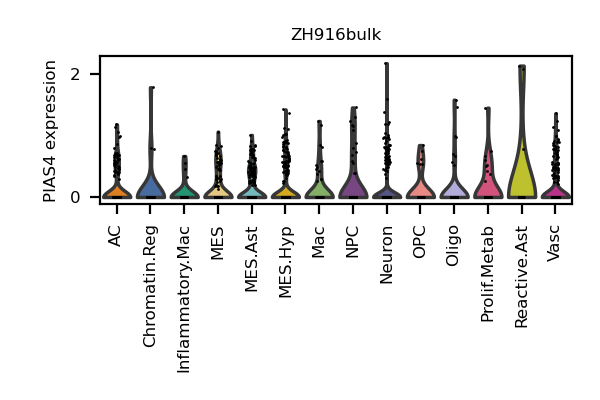 ZH916bulk
PIAS4 expression
2
0
AC
Chromatin.Reg
Inflammatory.Mac
MES
MES.Ast
MES.Hyp
Mac
NPC
Neuron
OPC
Oligo
Prolif.Metab
Reactive.Ast
Vasc